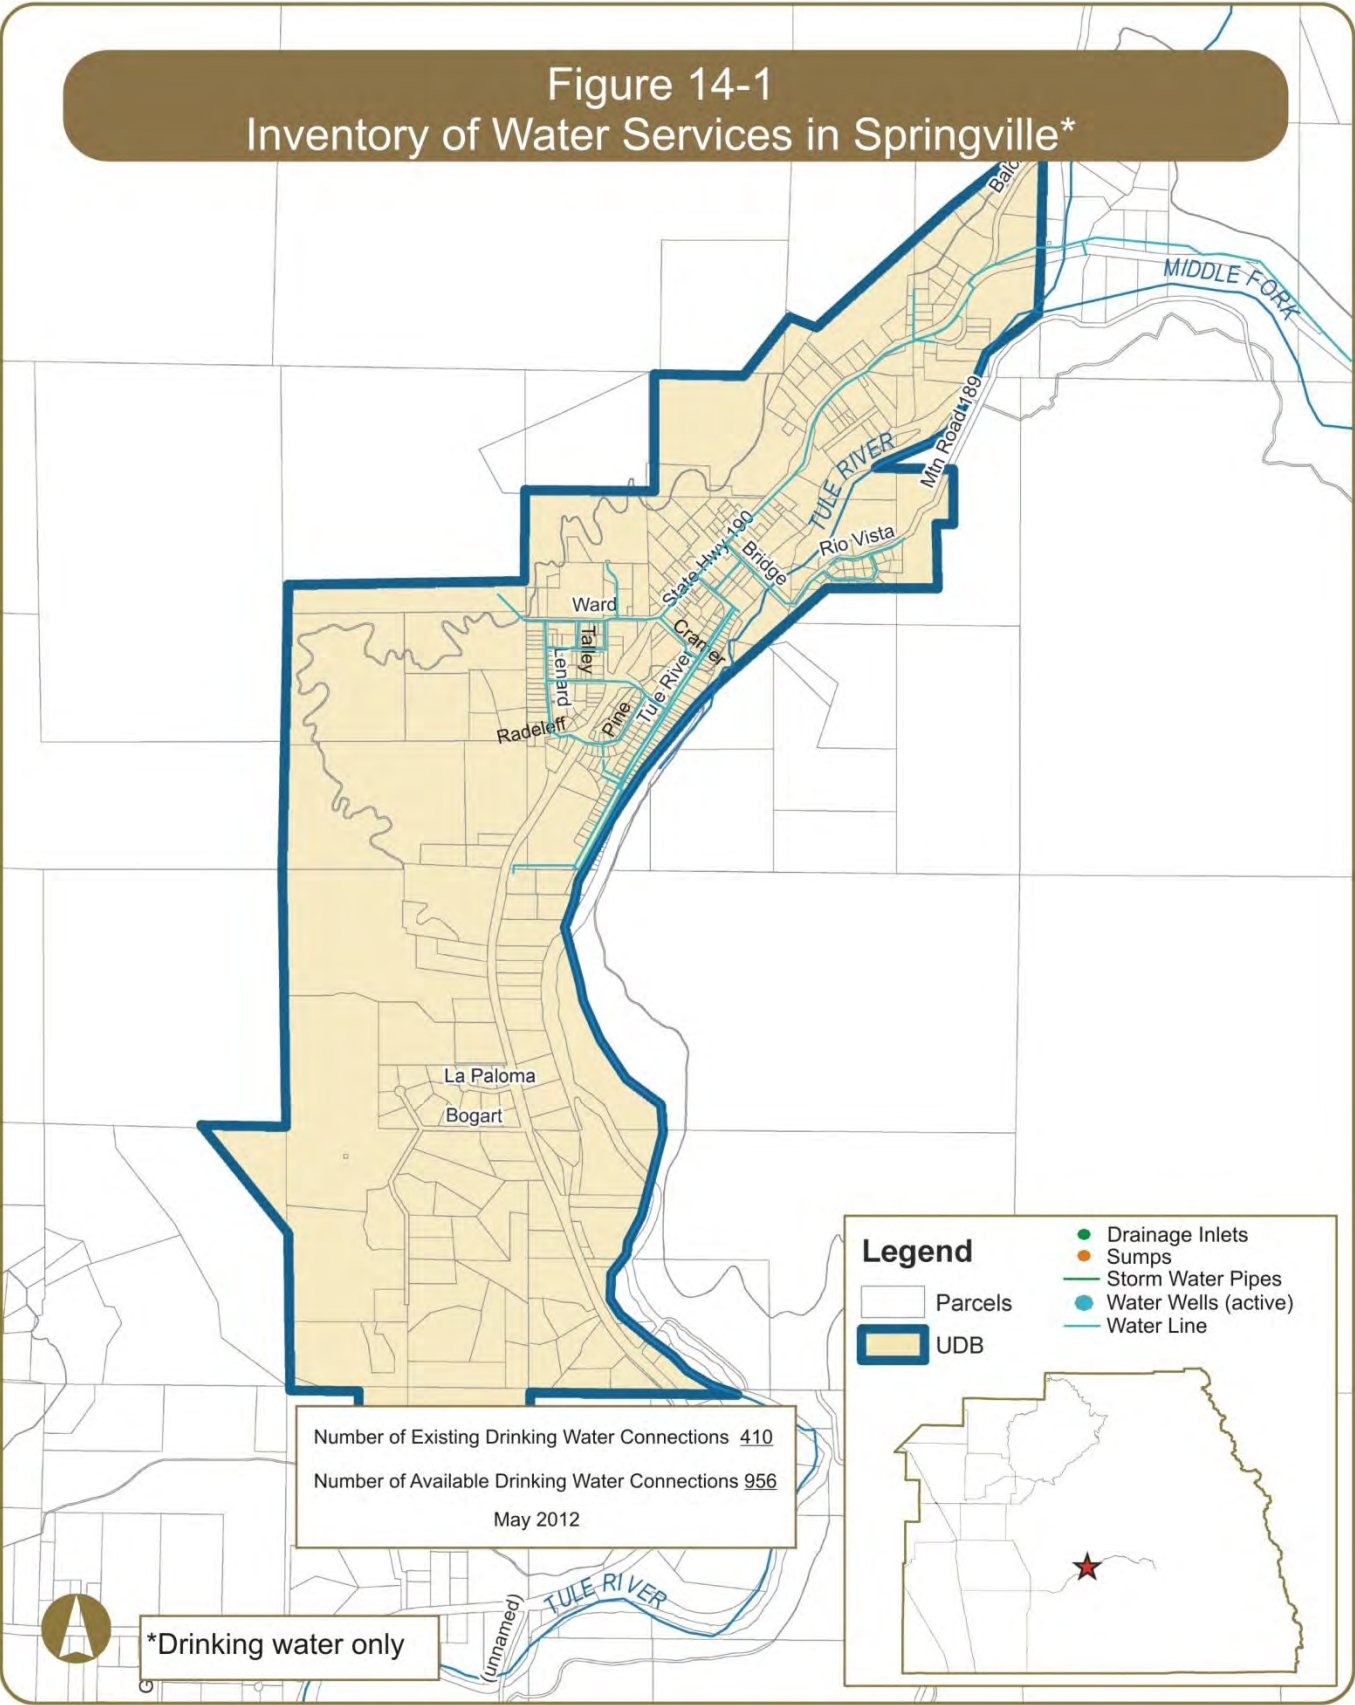 Figure 14-1
Inventory of Water Services in Springville*
MIDDLE FORK
Mtn Road 189
TULE RIVER
State Hwy 190
Rio Vista
Bridge
Ward
Cramer
Talley
Lenard
Tule River
Pine
Radeleff
La Paloma
Bogart
Legend
Parcels
UDB
Drainage Inlets
Sumps
Storm Water Pipes
Water Wells (active)
Water Line
Number of Existing Drinking Water Connections 410
Number of Available Drinking Water Connections 956
May 2012
TULE RIVER
(unnamed)
*Drinking water only